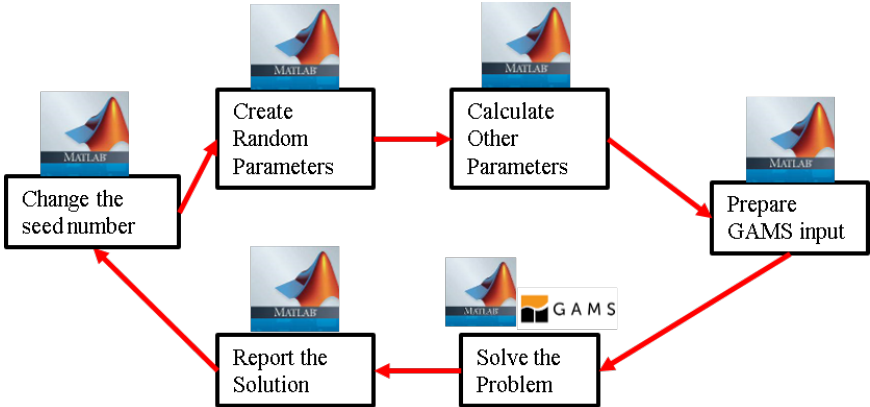 MATLAB
Create
Random
Parameters
MATLAB
Calculate
Other
Parameters
MATLAB
Change the
seed number
MATLAB
Prepare
GAMS input
MATLAB
Report the
Solution
MATLAB
GAMS
Solve the
Problem